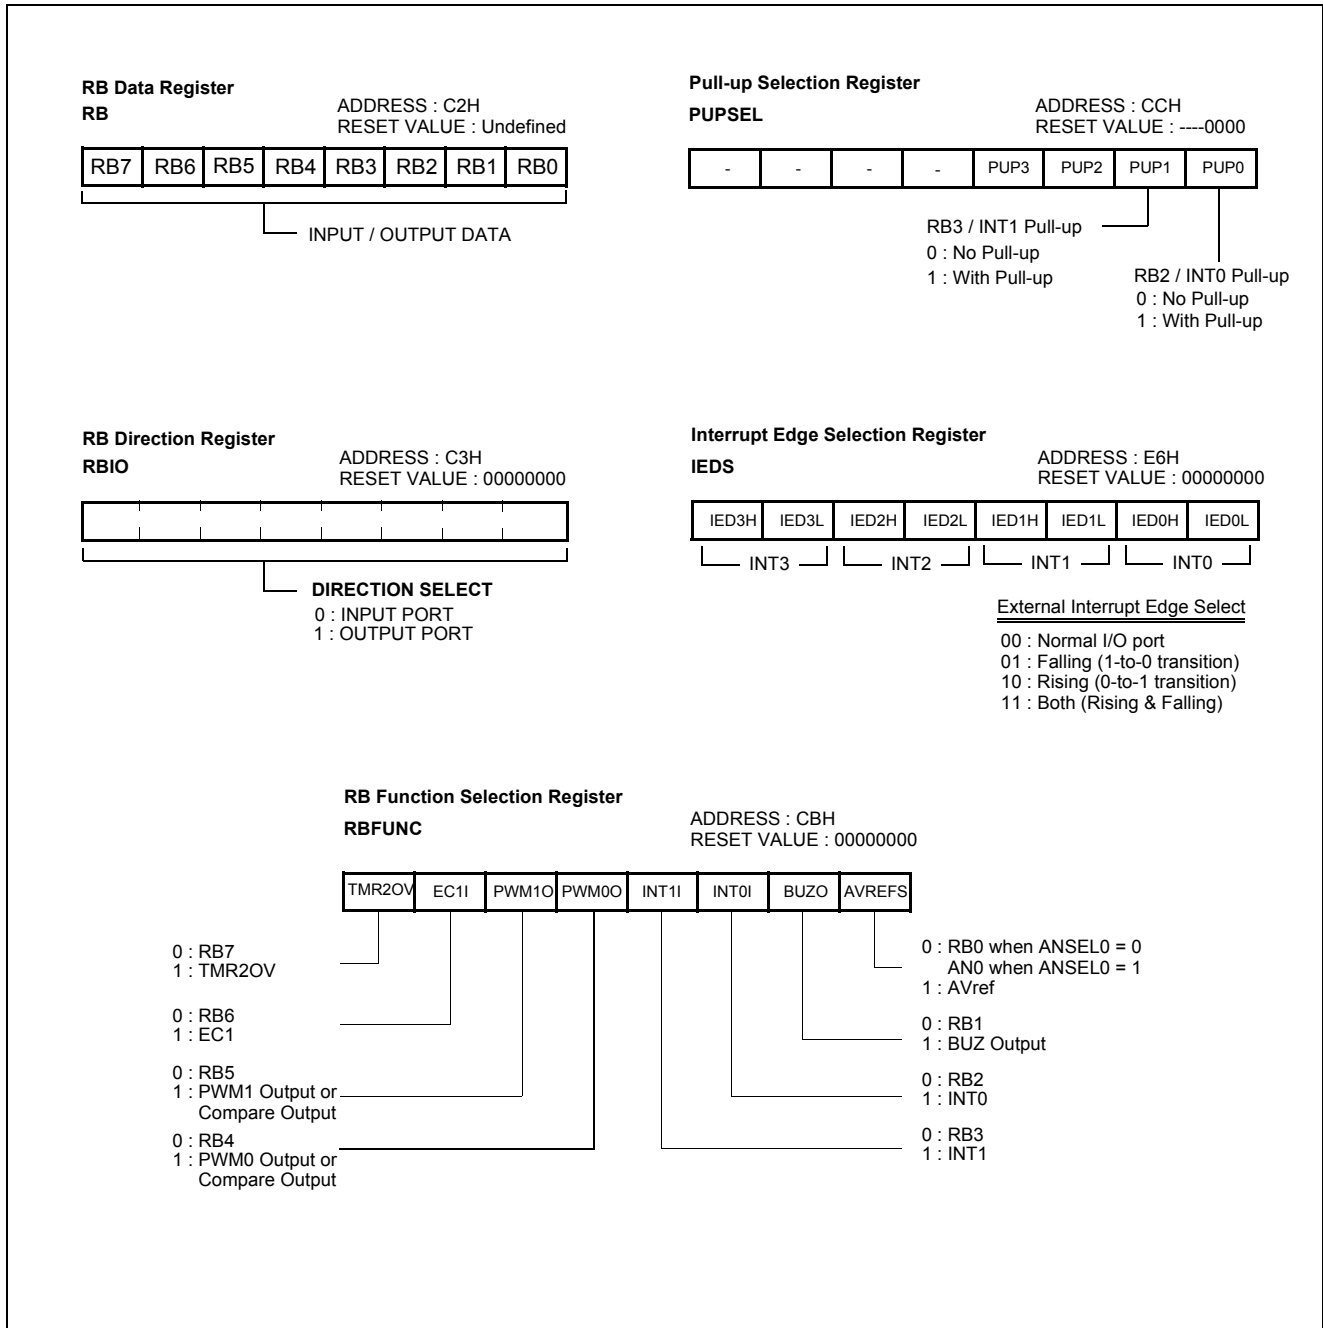 RB Data Register
RB
ADDRESS : C2H
RESET VALUE : Undefined
RB7 RB6 RB5 RB4 RB3 RB2 RB1 RB0
INPUT / OUTPUT DATA
Pull-up Selection Register
PUPSEL
ADDRESS : CCH
RESET VALUE : ----0000
- - - - PUP3 PUP2 PUP1 PUP0
RB3 / INT1 Pull-up
0 : No Pull-up
1 : With Pull-up
RB2 / INT0 Pull-up
0 : No Pull-up
1 : With Pull-up
RB Direction Register
RBIO
ADDRESS : C3H
RESET VALUE : 00000000
DIRECTION SELECT
0 : INPUT PORT
1 : OUTPUT PORT
Interrupt Edge Selection Register
IEDS
ADDRESS : E6H
RESET VALUE : 00000000
IED3H IED3L IED2H IED2L IED1H IED1L IED0H IED0L
INT3 INT2 INT1 INT0
External Interrupt Edge Select
00 : Normal I/O port
01 : Falling (1-to-0 transition)
10 : Rising (0-to-1 transition)
11 : Both (Rising & Falling)
RB Function Selection Register
RBFUNC
ADDRESS : CBH
RESET VALUE : 00000000
TMR2OV EC1I PWM1O PWM0O INT1I INT0I BUZO AVREFS
0 : RB7
1 : TMR2OV
0 : RB6
1 : EC1
0 : RB5
1 : PWM1 Output or
Compare Output
0 : RB4
1 : PWM0 Output or
Compare Output
0 : RB0 when ANSEL0 = 0
AN0 when ANSEL0 = 1
1 : AVref
0 : RB1
1 : BUZ Output
0 : RB2
1 : INT0
0 : RB3
1 : INT1